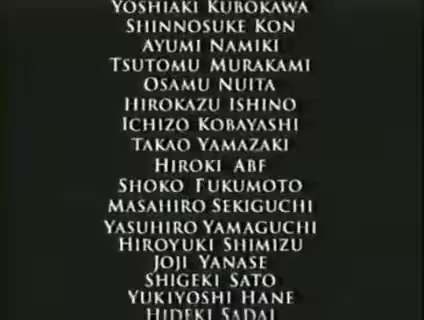 YOSHIAKI KUBOKAWA
SHINNOSUKE KON
AYUMI NAMIKI
TSUTOMU MURAKAMI
OSAMU NUITA
HIROKAZU ISHINO
ICHIZO KOBAYASHI
TAKAO YAMAZAKI
HIROKI ABE
SHOKO FUKUMOTO
MASAHIRO SEKIGUCHI
YASUHIRO YAMAGUCHI
HIROYUKI SHIMIZU
JOJI YANASE
SHIGEKI SATO
YUKIYOSHI HANE
HIDEKI SADAI